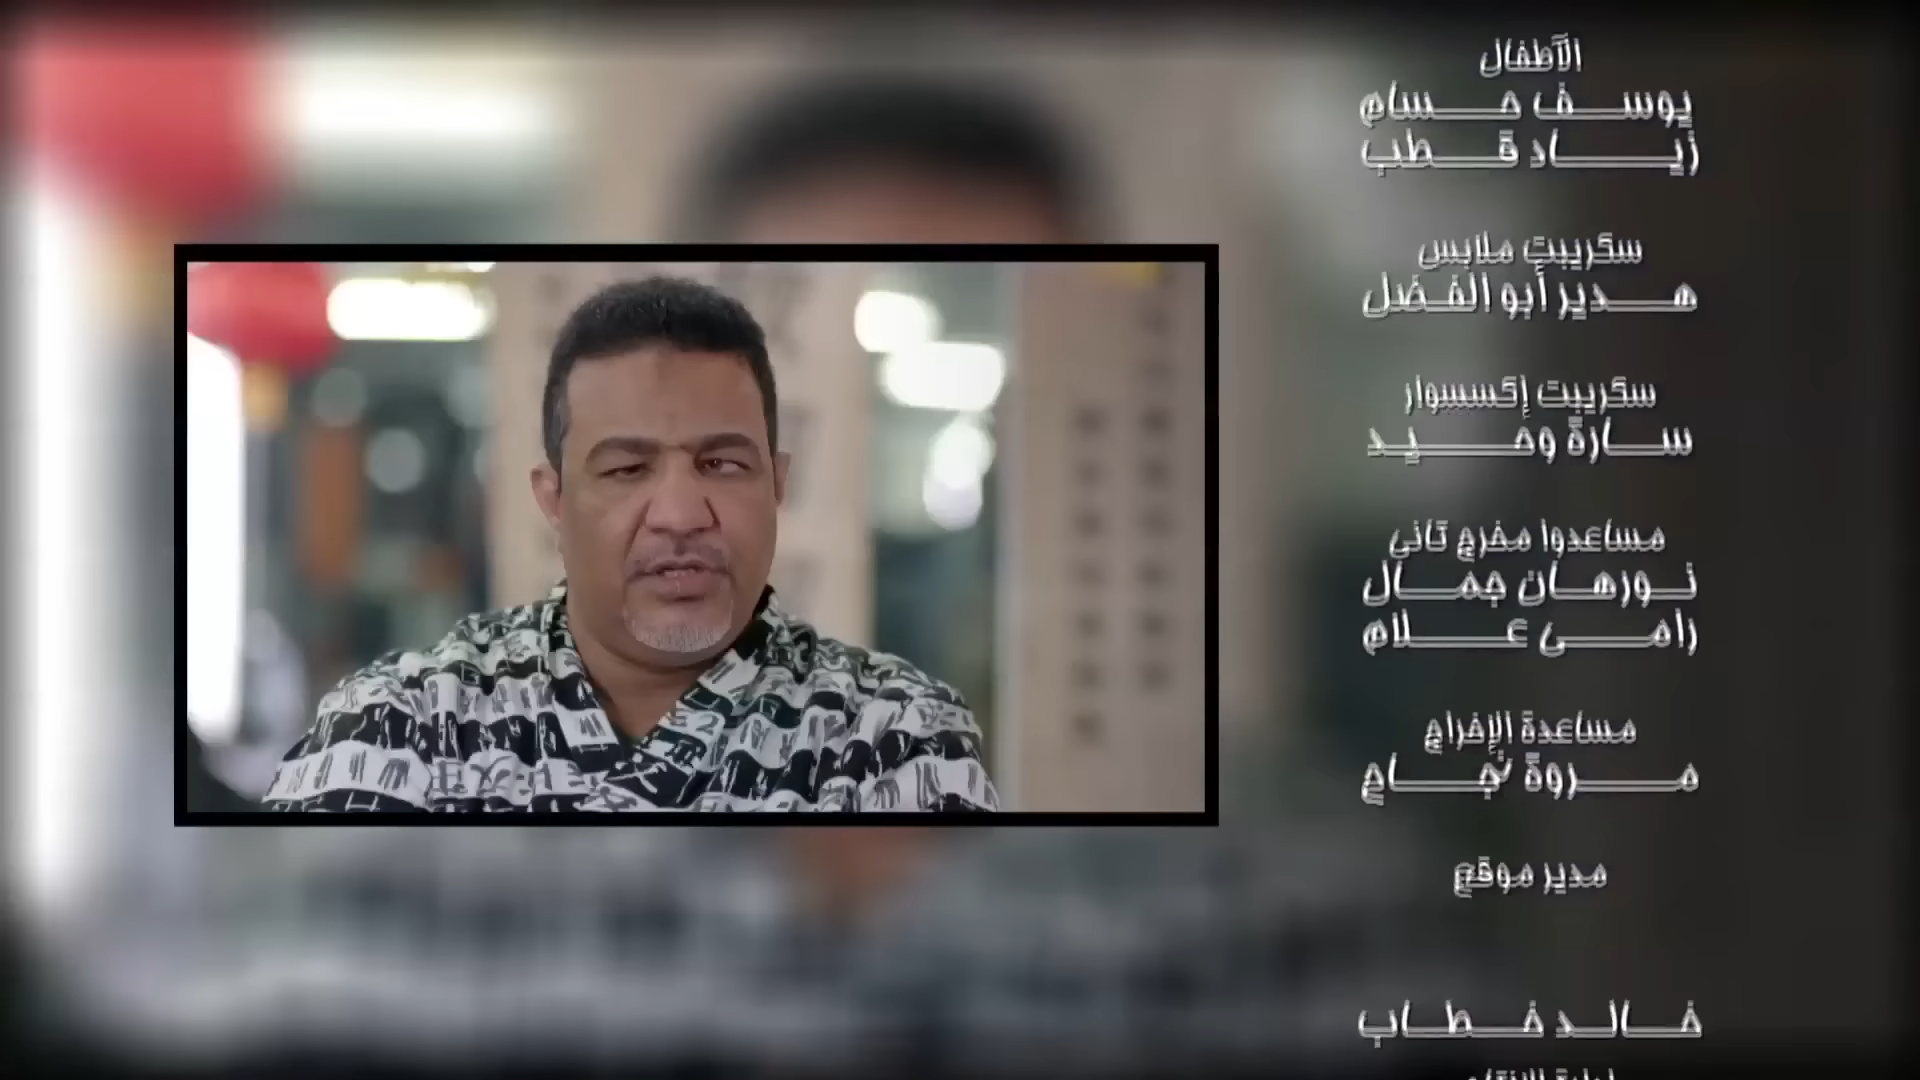 الأطفال
يوسف حسام
زياد قطب
سكريبت ملابس
هدير أبو الفضل
سكريبت إكسسوار
سارة وحيد
مساعدوا مخرج تانى
نورهان جمال
رامى علام
مساعدة الإخراج
مروة نجاح
مدير موقع
خالد خطاب